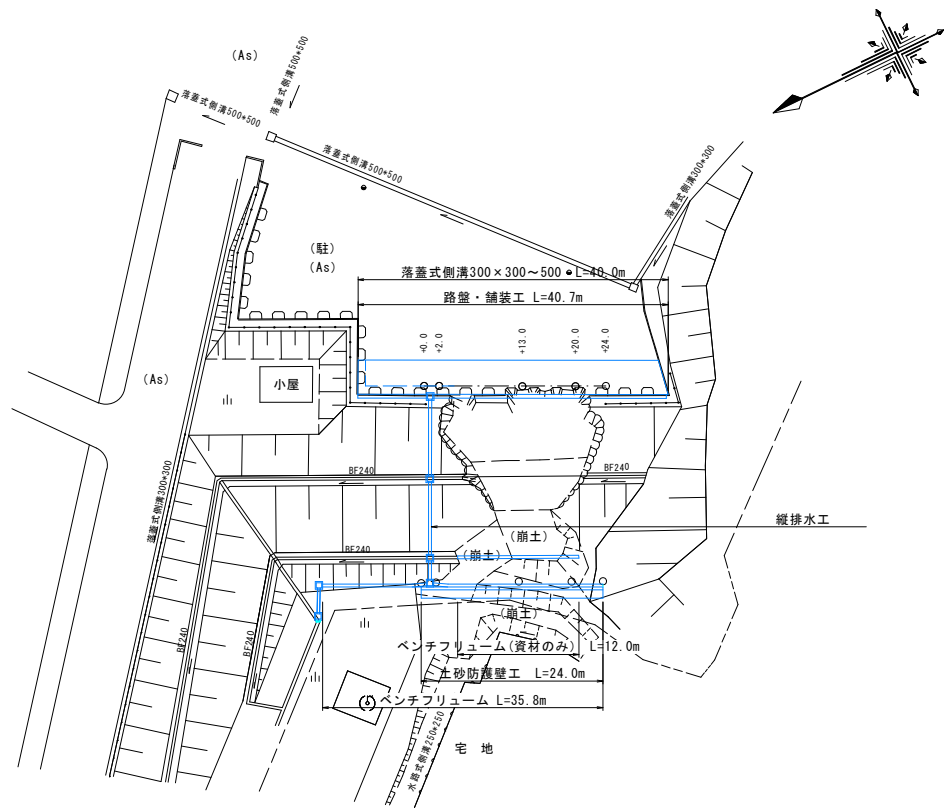 (As)
落蓋式側溝500*500
落蓋式側溝500*500
落蓋式側溝500*500
落蓋式側溝300*300
(駐)
(As)
落蓋式側溝300×300～500 L=40.0m
路盤・舗装工 L=40.7m
+0.0
+2.0
+13.0
+20.0
+24.0
(As)
小屋
落蓋式側溝300*300
BF240
BF240
縦排水工
(崩土)
BF240
(崩土)
(崩土)
BF240
BF240
ベンチフリューム(資材のみ) L=12.0m
土砂防護壁工 L=24.0m
ベンチフリューム L=35.8m
水路式側溝250*250
宅 地